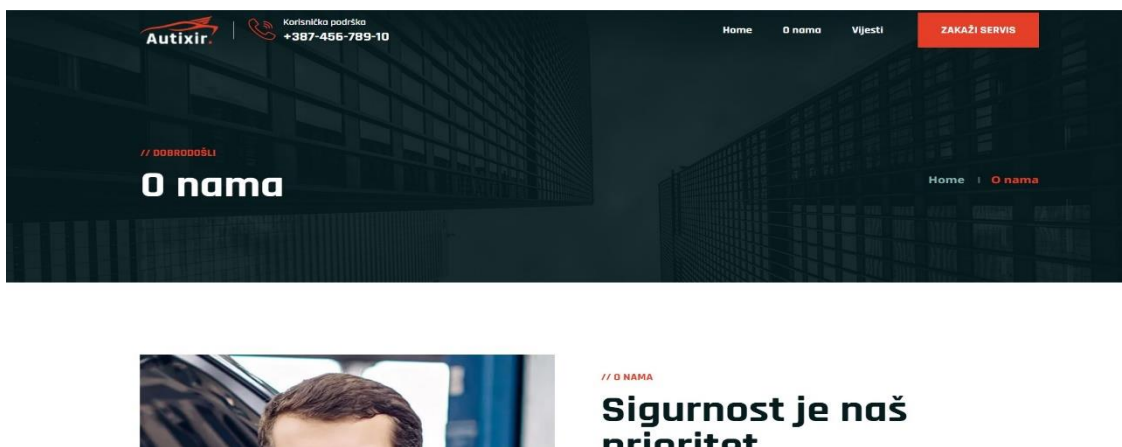 Autixir.
Korisnička podrška
+387-456-789-10
Home
O nama
Vijesti
ZAKAŽI SERVIS
// DOBRODOŠLI
O nama
Home | O nama
// O NAMA
Sigurnost je naš
prioritet